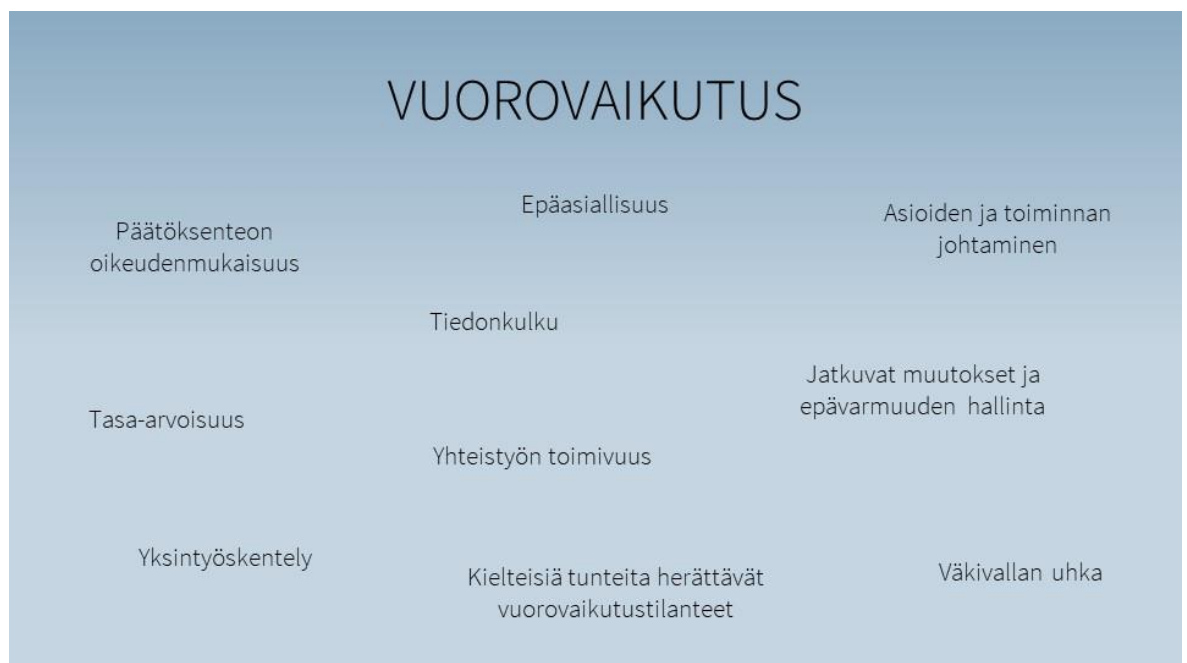 VUOROVAIKUTUS
Epäasiallisuus
Asioiden ja toiminnan
johtaminen
Päätöksenteon
oikeudenmukaisuus
Tiedonkulku
Jatkuvat muutokset ja
epävarmuuden hallinta
Tasa-arvoisuus
Yhteistyön toimivuus
Yksintyöskentely
Kielteisiä tunteita herättävät
vuorovaikutustilanteet
Väkivallan uhka